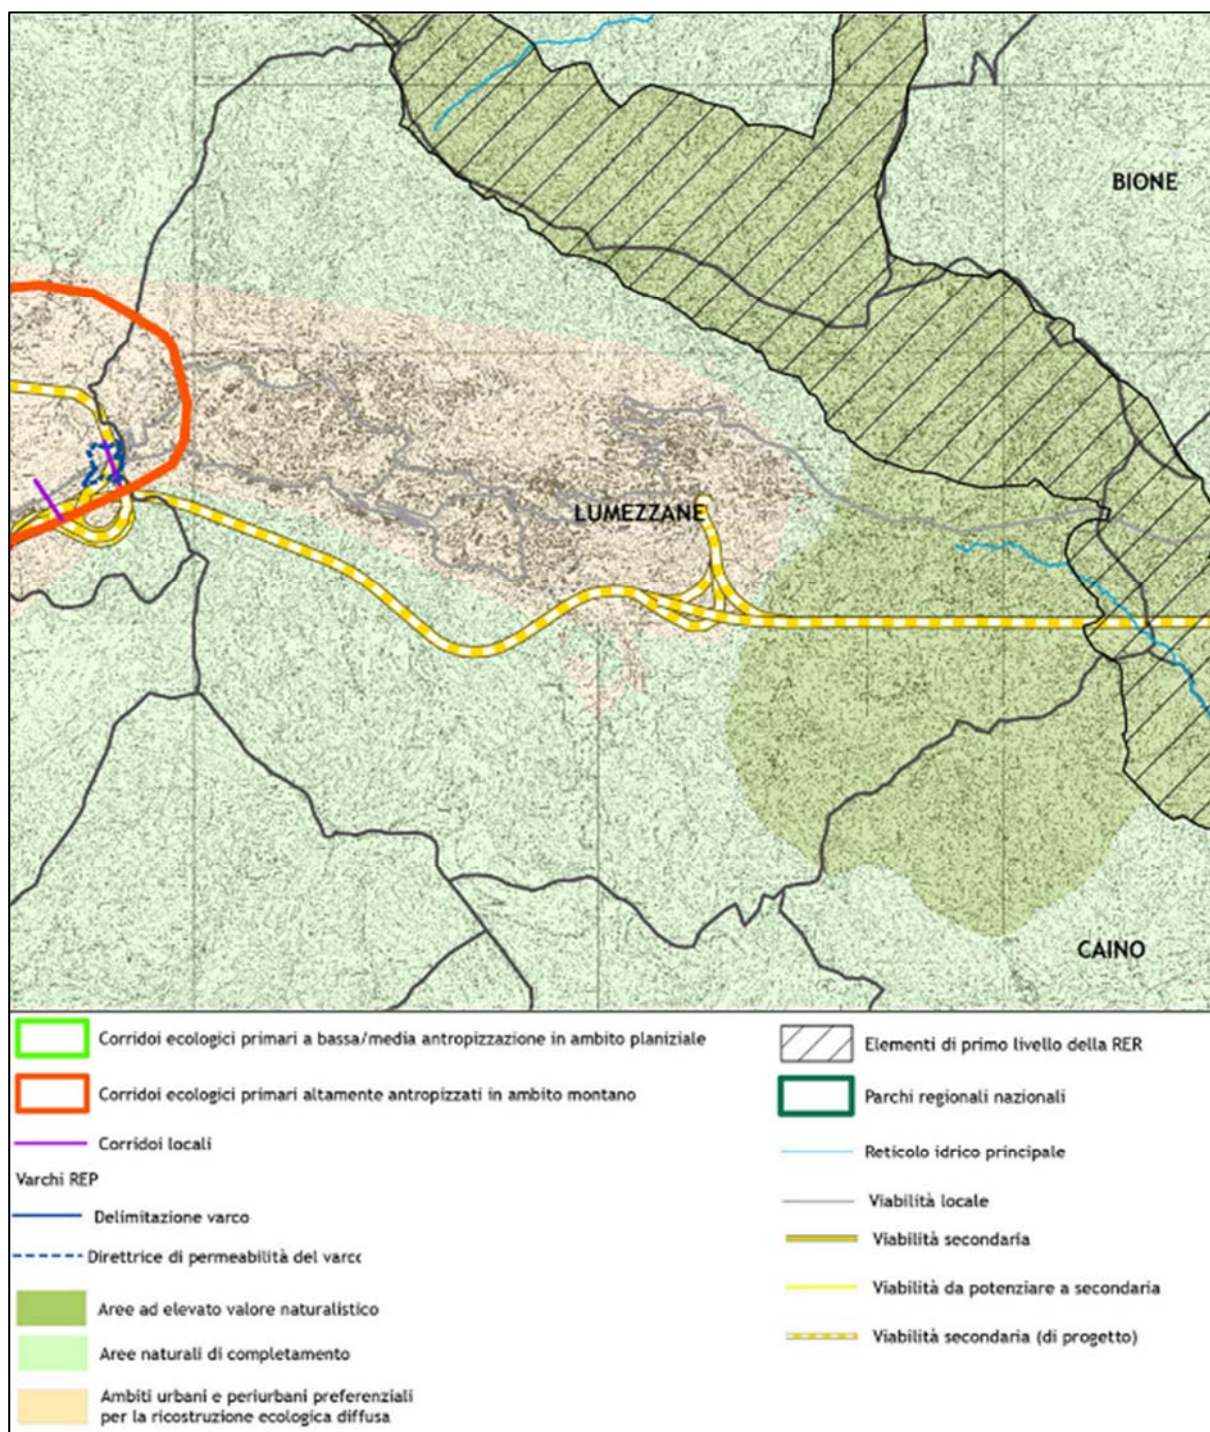 BIONE
LUMEZZANE
CAINO
Corridoi ecologici primari a bassa/media antropizzazione in ambito planiziale
Corridoi ecologici primari altamente antropizzati in ambito montano
Corridoi locali
Varchi REP
Delimitazione varco
Direttrice di permeabilità del varco
Aree ad elevato valore naturalistico
Aree naturali di completamento
Ambiti urbani e periurbani preferenziali
per la ricostruzione ecologica diffusa
Elementi di primo livello della RER
Parchi regionali nazionali
Reticolo idrico principale
Viabilità locale
Viabilità secondaria
Viabilità da potenziare a secondaria
Viabilità secondaria (di progetto)